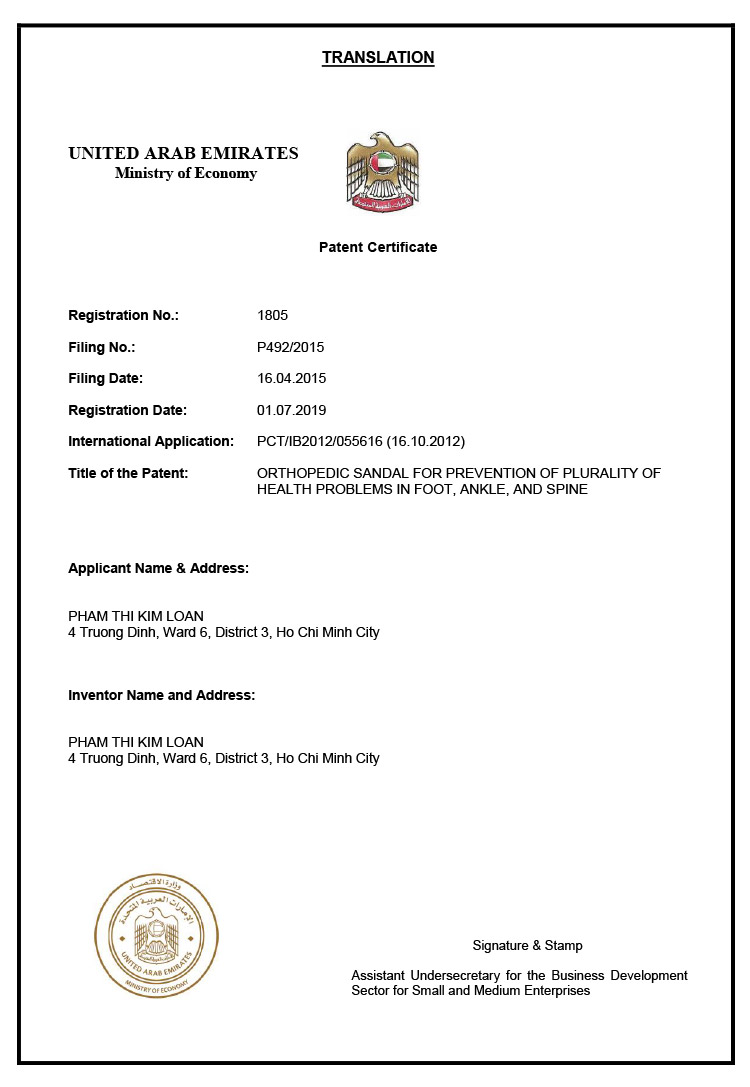 TRANSLATION
UNITED ARAB EMIRATES
Ministry of Economy
Patent Certificate
Registration No.: 1805
Filing No.: P492/2015
Filing Date: 16.04.2015
Registration Date: 01.07.2019
International Application: PCT/IB2012/055616 (16.10.2012)
Title of the Patent: ORTHOPEDIC SANDAL FOR PREVENTION OF PLURALITY OF
HEALTH PROBLEMS IN FOOT, ANKLE, AND SPINE
Applicant Name & Address:
PHAM THI KIM LOAN
4 Truong Dinh, Ward 6, District 3, Ho Chi Minh City
Inventor Name and Address:
PHAM THI KIM LOAN
4 Truong Dinh, Ward 6, District 3, Ho Chi Minh City
وزارة الاقتصاد
الإمارات العربية المتحدة
UNITED ARAB EMIRATES
MINISTRY OF ECONOMY
Signature & Stamp
Assistant Undersecretary for the Business Development
Sector for Small and Medium Enterprises